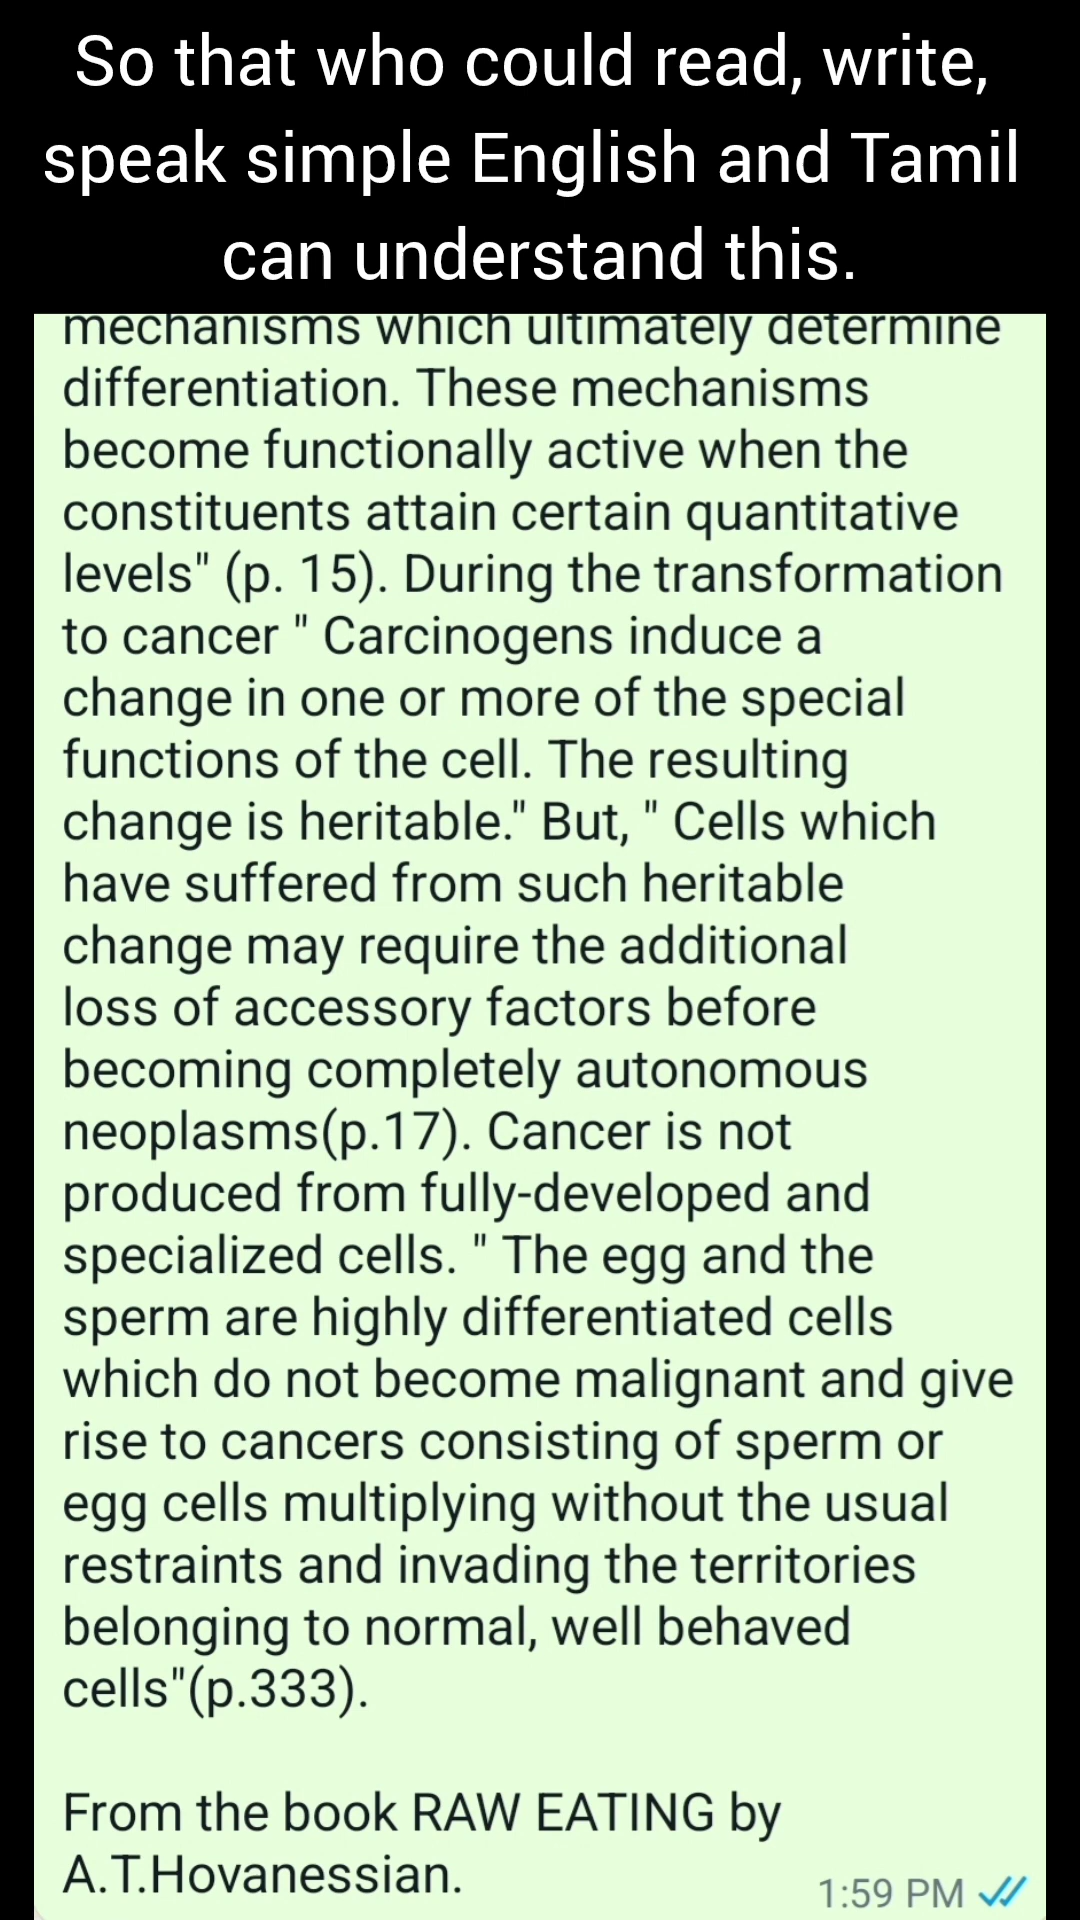 So that who could read, write,
speak simple English and Tamil
can understand this.
mechanisms which ultimately determine
differentiation. These mechanisms
become functionally active when the
constituents attain certain quantitative
levels" (p. 15). During the transformation
to cancer " Carcinogens induce a
change in one or more of the special
functions of the cell. The resulting
change is heritable." But, " Cells which
have suffered from such heritable
change may require the additional
loss of accessory factors before
becoming completely autonomous
neoplasms(p.17). Cancer is not
produced from fully-developed and
specialized cells. " The egg and the
sperm are highly differentiated cells
which do not become malignant and give
rise to cancers consisting of sperm or
egg cells multiplying without the usual
restraints and invading the territories
belonging to normal, well behaved
cells"(p.333).
From the book RAW EATING by
A.T.Hovanessian.
1:59 PM